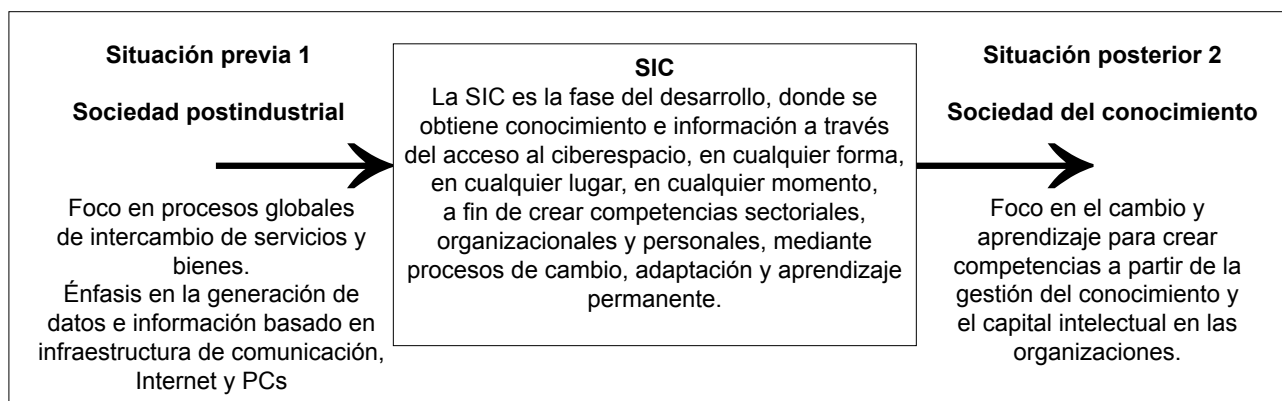 Situación previa 1
Sociedad postindustrial
Foco en procesos globales
de intercambio de servicios y
bienes.
Énfasis en la generación de
datos e información basado en
infraestructura de comunicación,
Internet y PCs
SIC
La SIC es la fase del desarrollo, donde se
obtiene conocimiento e información a través
del acceso al ciberespacio, en cualquier forma,
en cualquier lugar, en cualquier momento,
a fin de crear competencias sectoriales,
organizacionales y personales, mediante
procesos de cambio, adaptación y aprendizaje
permanente.
Situación posterior 2
Sociedad del conocimiento
Foco en el cambio y
aprendizaje para crear
competencias a partir de la
gestión del conocimiento y
el capital intelectual en las
organizaciones.